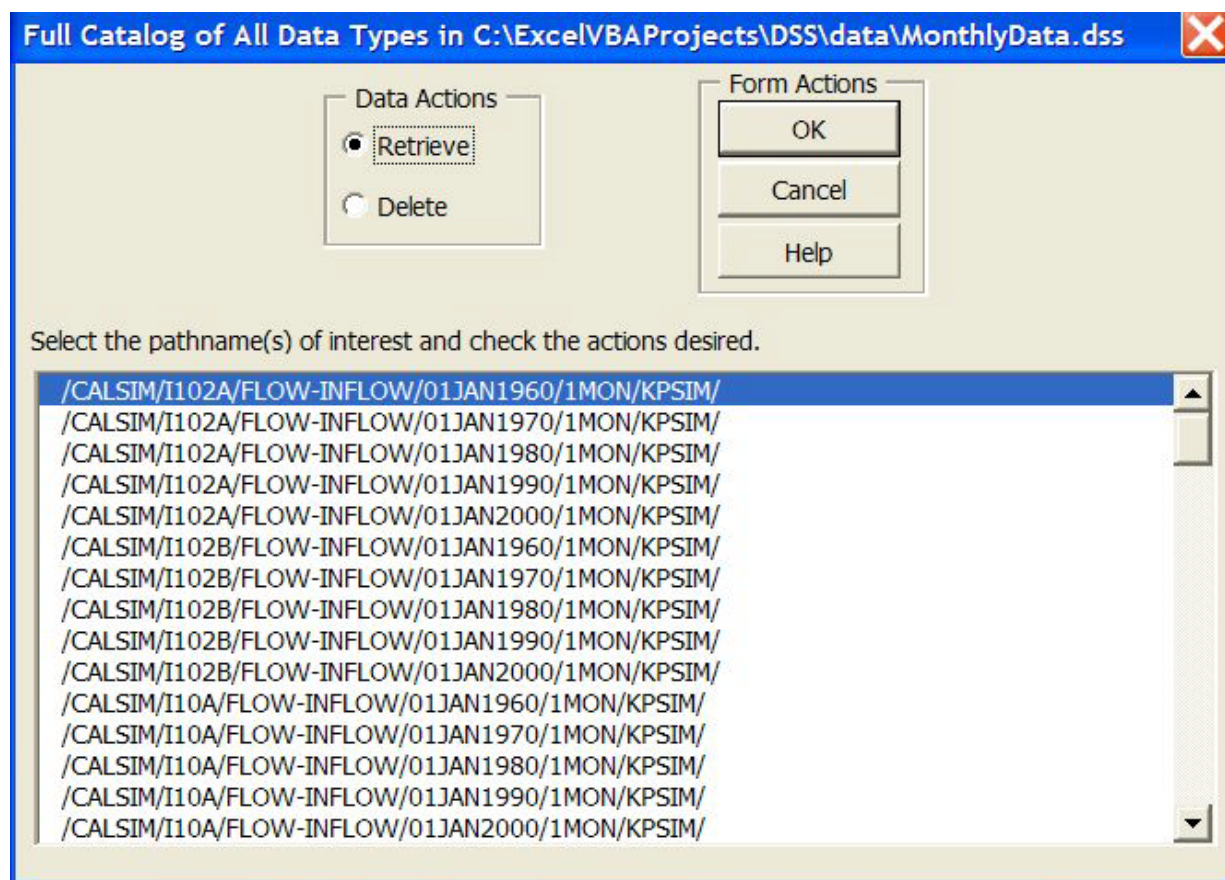 Full Catalog of All Data Types in C:\ExcelVBAProjects\DSS\data\MonthlyData.dss
Data Actions
Retrieve
Delete
Form Actions
OK
Cancel
Help
Select the pathname(s) of interest and check the actions desired.
/CALSIM/I102A/FLOW-INFLOW/01JAN1960/1MON/KPSIM/
/CALSIM/I102A/FLOW-INFLOW/01JAN1970/1MON/KPSIM/
/CALSIM/I102A/FLOW-INFLOW/01JAN1980/1MON/KPSIM/
/CALSIM/I102A/FLOW-INFLOW/01JAN1990/1MON/KPSIM/
/CALSIM/I102A/FLOW-INFLOW/01JAN2000/1MON/KPSIM/
/CALSIM/I102B/FLOW-INFLOW/01JAN1960/1MON/KPSIM/
/CALSIM/I102B/FLOW-INFLOW/01JAN1970/1MON/KPSIM/
/CALSIM/I102B/FLOW-INFLOW/01JAN1980/1MON/KPSIM/
/CALSIM/I102B/FLOW-INFLOW/01JAN1990/1MON/KPSIM/
/CALSIM/I102B/FLOW-INFLOW/01JAN2000/1MON/KPSIM/
/CALSIM/I10A/FLOW-INFLOW/01JAN1960/1MON/KPSIM/
/CALSIM/I10A/FLOW-INFLOW/01JAN1970/1MON/KPSIM/
/CALSIM/I10A/FLOW-INFLOW/01JAN1980/1MON/KPSIM/
/CALSIM/I10A/FLOW-INFLOW/01JAN1990/1MON/KPSIM/
/CALSIM/I10A/FLOW-INFLOW/01JAN2000/1MON/KPSIM/